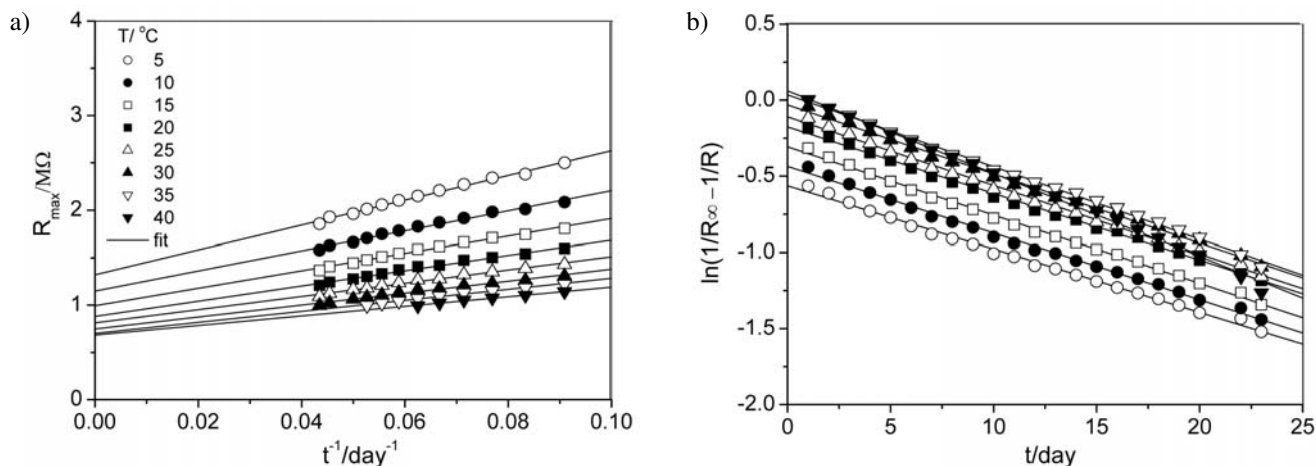 a)
R_max/MΩ
4
3
2
1
0
T/ °C
5
10
15
20
25
30
35
40
fit
0.00 0.02 0.04 0.06 0.08 0.10
t⁻¹/day⁻¹
b)
ln(1/R∞ −1/R)
0.5
0.0
-0.5
-1.0
-1.5
-2.0
0 5 10 15 20 25
t/day